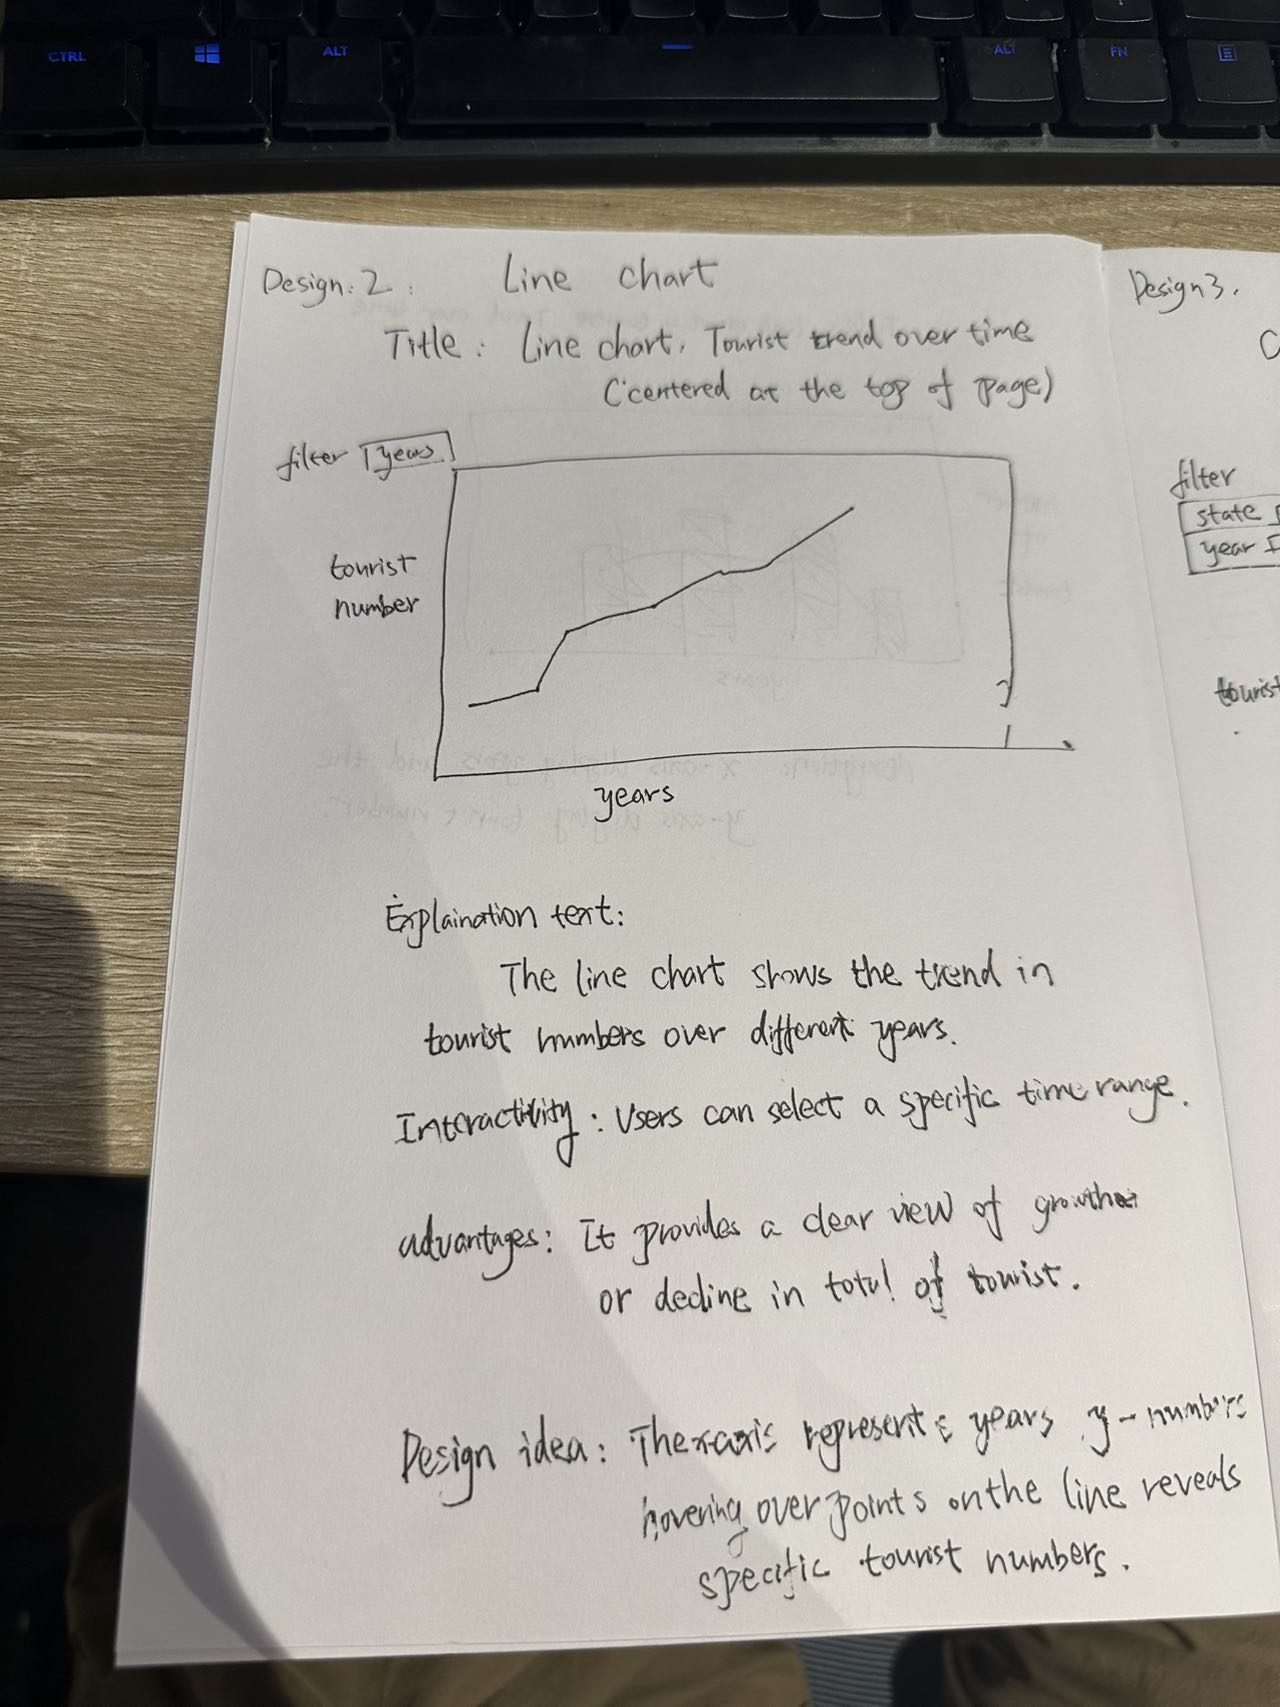 CTRL
ALT
ALT
FN
Design: 2:
Line chart
Title: Line chart. Tourist trend over time
(centered at the top of page)
filter years
tourist
number
years
Explaination text:
The line chart shows the trend in
tourist numbers over different years.
Interactivity: Users can select a specific time range.
advantages: It provides a clear view of growth
or decline in total of tourist.
Design idea: The x-axis represents years y-numbers
hovering over points on the line reveals
specific tourist numbers.
Design 3.
filter
state
year
tourist